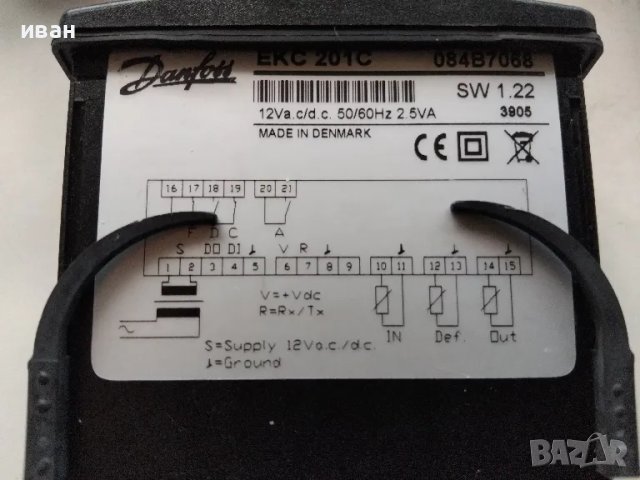 иван
Danfoss
EKC 201C 084B7068
SW 1.22
12Va.c/d.c. 50/60Hz 2.5VA 3905
MADE IN DENMARK
CE
16 17 18 19 20 21
F D C A
S DO DI V R
1 2 3 4 5 6 7 8 9 10 11 12 13 14 15
V=+Vdc
R=Rx/Tx
IN Def. Out
S=Supply 12Va.c./d.c.
⅃=Ground
BAZAR